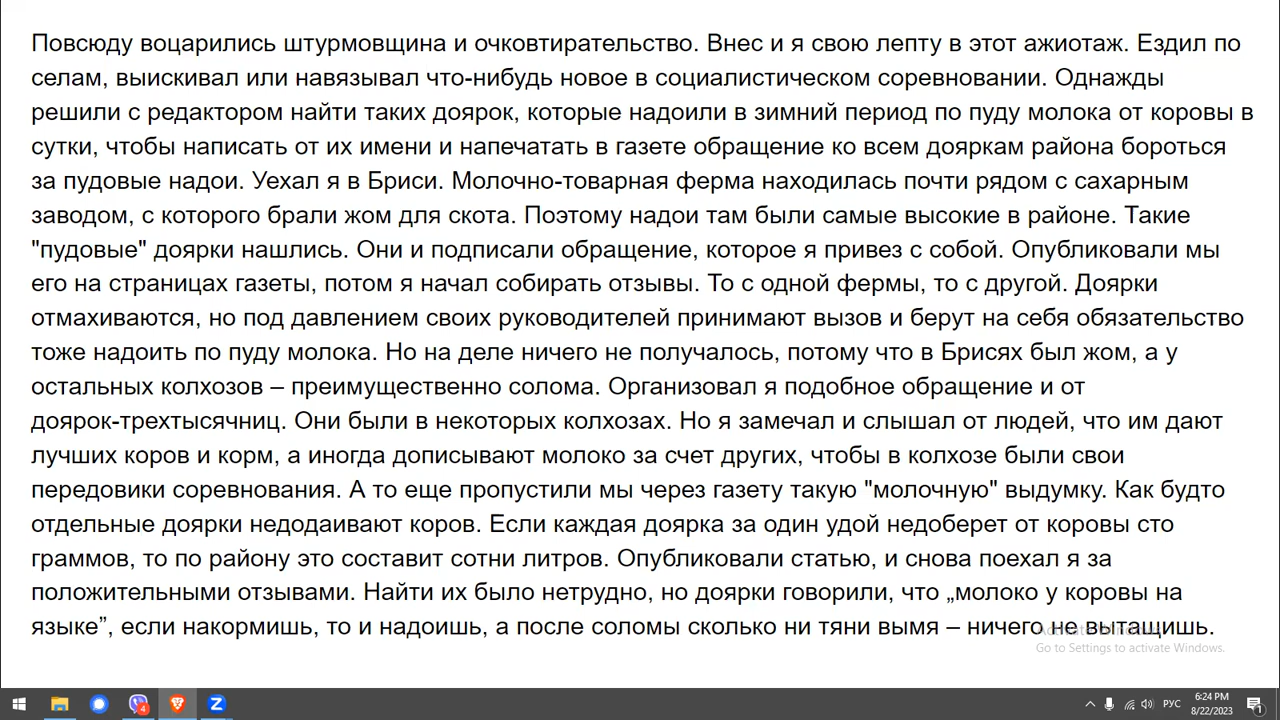 Повсюду воцарились штурмовщина и очковтирательство. Внес и я свою лепту в этот ажиотаж. Ездил по
селам, выискивал или навязывал что-нибудь новое в социалистическом соревновании. Однажды
решили с редактором найти таких доярок, которые надоили в зимний период по пуду молока от коровы в
сутки, чтобы написать от их имени и напечатать в газете обращение ко всем дояркам района бороться
за пудовые надои. Уехал я в Бриси. Молочно-товарная ферма находилась почти рядом с сахарным
заводом, с которого брали жом для скота. Поэтому надои там были самые высокие в районе. Такие
"пудовые" доярки нашлись. Они и подписали обращение, которое я привез с собой. Опубликовали мы
его на страницах газеты, потом я начал собирать отзывы. То с одной фермы, то с другой. Доярки
отмахиваются, но под давлением своих руководителей принимают вызов и берут на себя обязательство
тоже надоить по пуду молока. Но на деле ничего не получалось, потому что в Брисях был жом, а у
остальных колхозов – преимущественно солома. Организовал я подобное обращение и от
доярок-трехтысячниц. Они были в некоторых колхозах. Но я замечал и слышал от людей, что им дают
лучших коров и корм, а иногда дописывают молоко за счет других, чтобы в колхозе были свои
передовики соревнования. А то еще пропустили мы через газету такую "молочную" выдумку. Как будто
отдельные доярки недодаивают коров. Если каждая доярка за один удой недоберет от коровы сто
граммов, то по району это составит сотни литров. Опубликовали статью, и снова поехал я за
положительными отзывами. Найти их было нетрудно, но доярки говорили, что „молоко у коровы на
языке”, если накормишь, то и надоишь, а после соломы сколько ни тяни вымя – ничего не вытащишь.
Activate Windows
Go to Settings to activate Windows.
4
РУС
6:24 PM
8/22/2023
1